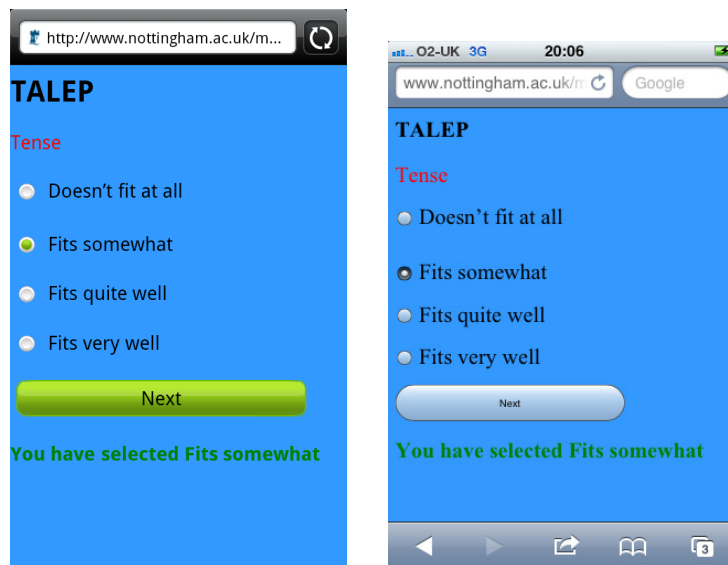 http://www.nottingham.ac.uk/m...
TALEP
Tense
Doesn’t fit at all
Fits somewhat
Fits quite well
Fits very well
Next
You have selected Fits somewhat
O2-UK 3G 20:06
www.nottingham.ac.uk/m Google
TALEP
Tense
Doesn’t fit at all
Fits somewhat
Fits quite well
Fits very well
Next
You have selected Fits somewhat
3